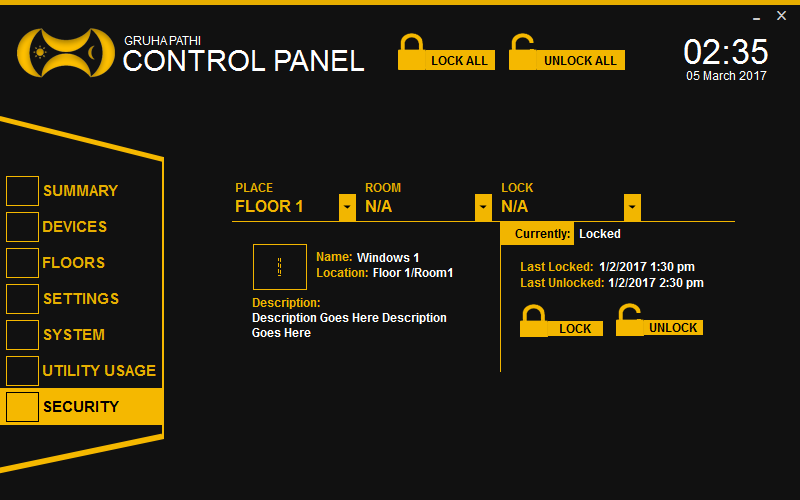 GRUHAPATHI
CONTROL PANEL
LOCK ALL
UNLOCK ALL
02:35
05 March 2017
SUMMARY
DEVICES
FLOORS
SETTINGS
SYSTEM
UTILITY USAGE
SECURITY
PLACE
FLOOR 1
ROOM
N/A
LOCK
N/A
Name: Windows 1
Location: Floor 1/Room1
Description:
Description Goes Here Description
Goes Here
Currently: Locked
Last Locked: 1/2/2017 1:30 pm
Last Unlocked: 1/2/2017 2:30 pm
LOCK
UNLOCK